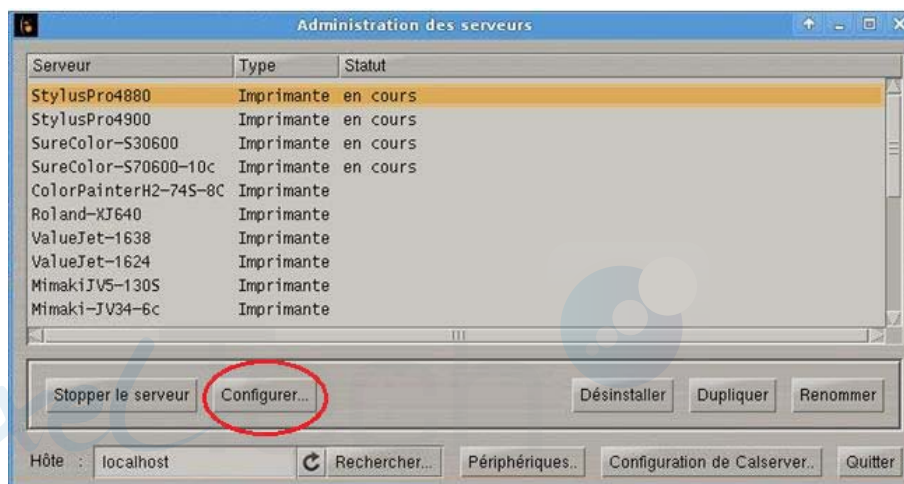 Administration des serveurs
Serveur Type Statut
StylusPro4880 Imprimante en cours
StylusPro4900 Imprimante en cours
SureColor-S30600 Imprimante en cours
SureColor-S70600-10c Imprimante en cours
ColorPainterH2-74S-8C Imprimante
Roland-XJ640 Imprimante
ValueJet-1638 Imprimante
ValueJet-1624 Imprimante
MimakiJV5-130S Imprimante
Mimaki-JV34-6c Imprimante
Stopper le serveur Configurer... Désinstaller Dupliquer Renommer
Hôte : localhost Rechercher... Périphériques.. Configuration de Calserver.. Quitter